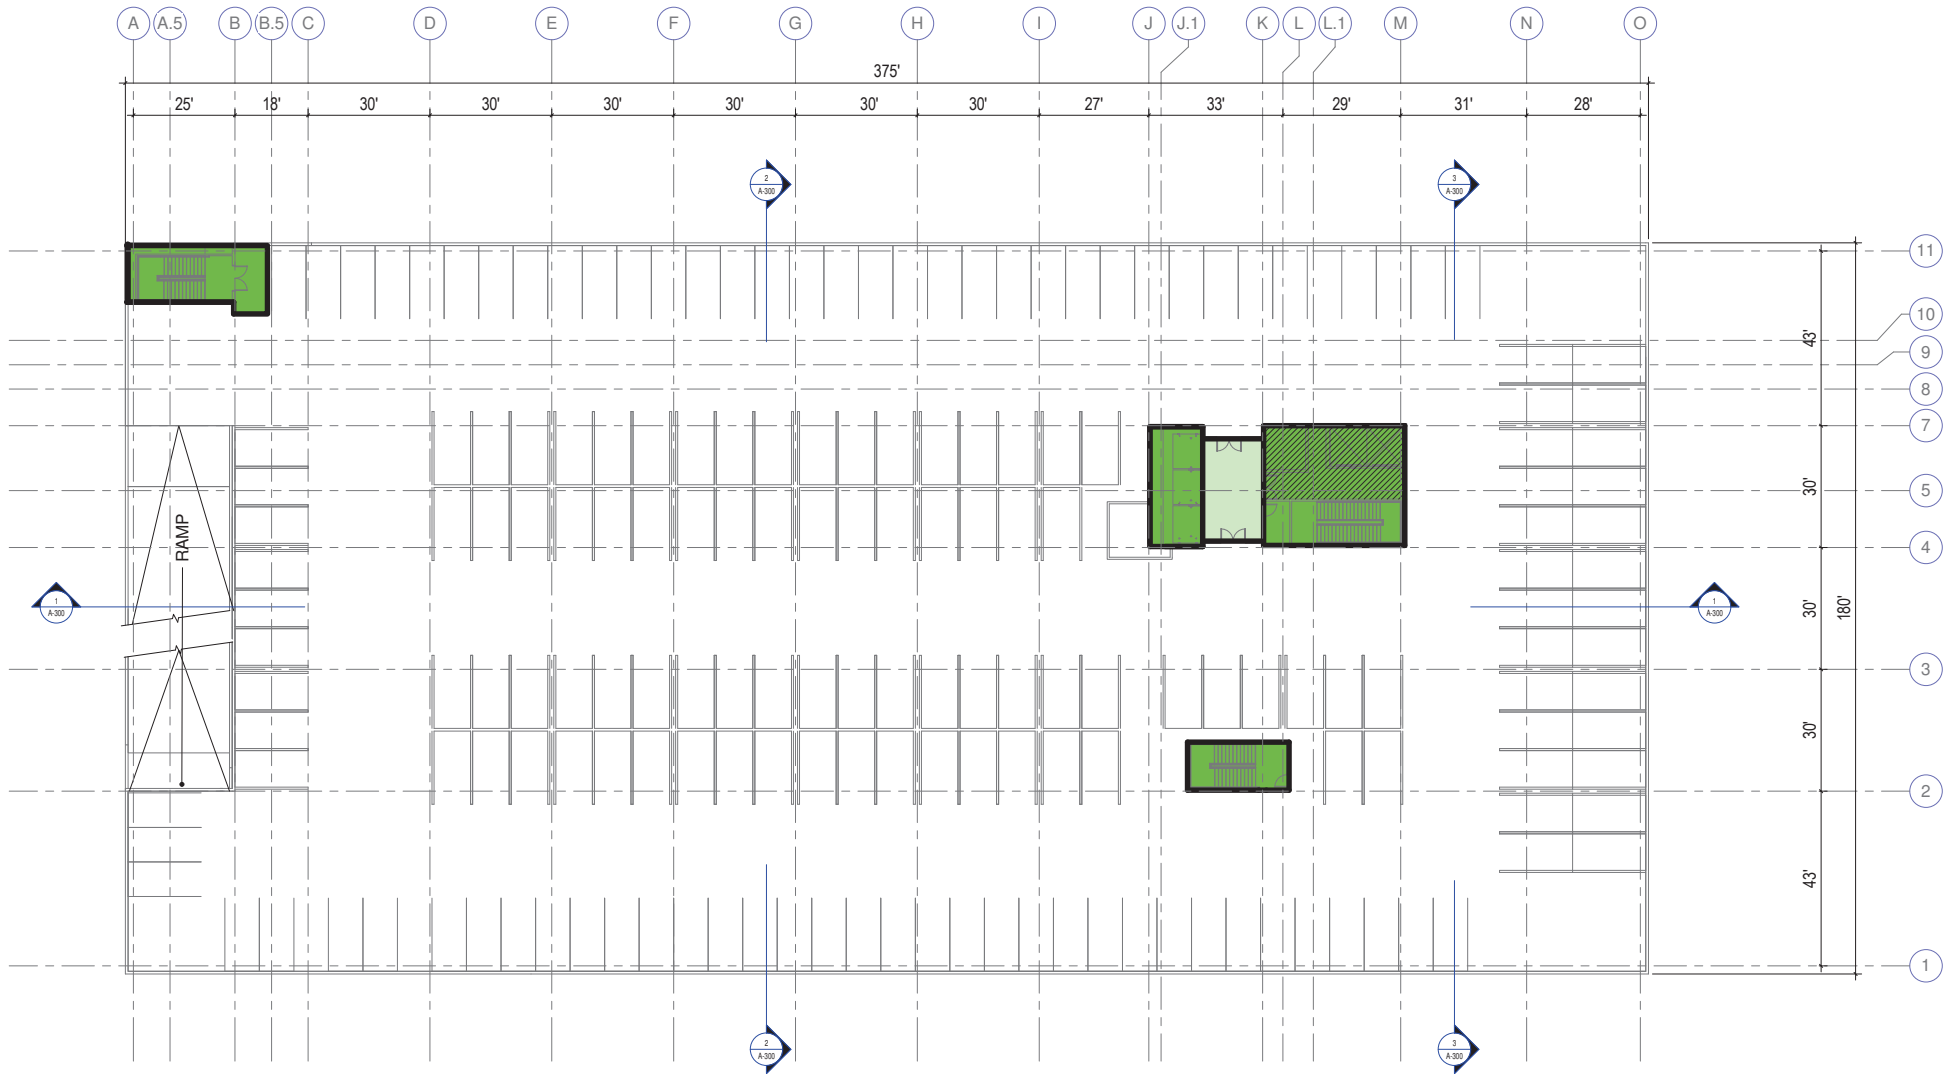 A A.5 B B.5 C D E F G H I J J.1 K L L.1 M N O
375'
25' 18' 30' 30' 30' 30' 30' 30' 27' 33' 29' 31' 28'
2
A-300
3
A-300
11
10
43'
9
8
7
30'
5
RAMP
4
1
A-300
1
A-300
30'
180'
3
30'
2
43'
1
2
A-300
3
A-300